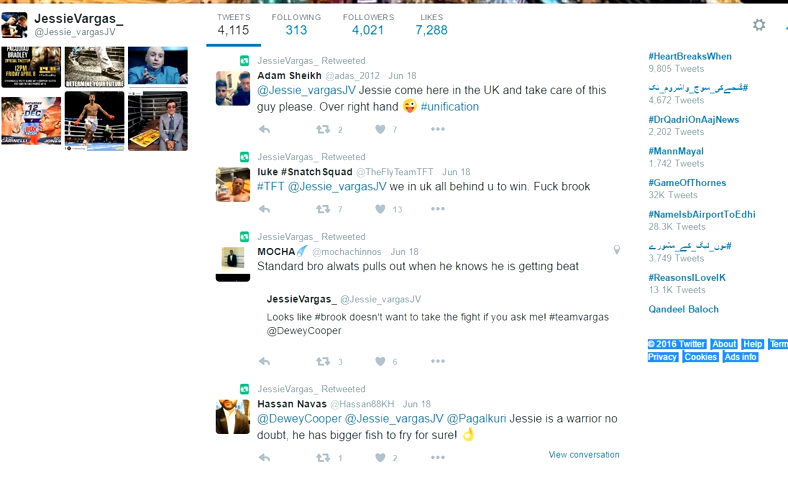 JessieVargas_
@Jessie_vargasJV
TWEETS
4,115
FOLLOWING
313
FOLLOWERS
4,021
LIKES
7,288
JessieVargas_ Retweeted
Adam Sheikh @adas_2012 Jun 18
@Jessie_vargasJV Jessie come here in the UK and take care of this
guy please. Over right hand 😜 #unification
2
7
JessieVargas_ Retweeted
luke #SnatchSquad @TheFlyTeamTFT Jun 18
#TFT @Jessie_vargasJV we in uk all behind u to win. Fuck brook
7
13
JessieVargas_ Retweeted
MOCHA @mochachinnos Jun 18
Standard bro alwats pulls out when he knows he is getting beat
JessieVargas_ @Jessie_vargasJV
Looks like #brook doesn't want to take the fight if you ask me! #teamvargas
@DeweyCooper
3
6
JessieVargas_ Retweeted
Hassan Navas @Hassan88KH Jun 18
@DeweyCooper @Jessie_vargasJV @Pagalkuri Jessie is a warrior no
doubt, he has bigger fish to fry for sure! 👌
1
2
View conversation
#HeartBreaksWhen
9,805 Tweets
4,672 Tweets
#DrQadriOnAajNews
2,202 Tweets
#MannMayal
1,742 Tweets
#GameOfThrones
32K Tweets
#NameIsbAirportToEdhi
28.3K Tweets
#نون_لیگ_کے_مشورے
3,749 Tweets
#ReasonsILoveIK
13.1K Tweets
Qandeel Baloch
© 2016 Twitter About Help
Privacy Cookies Ads info